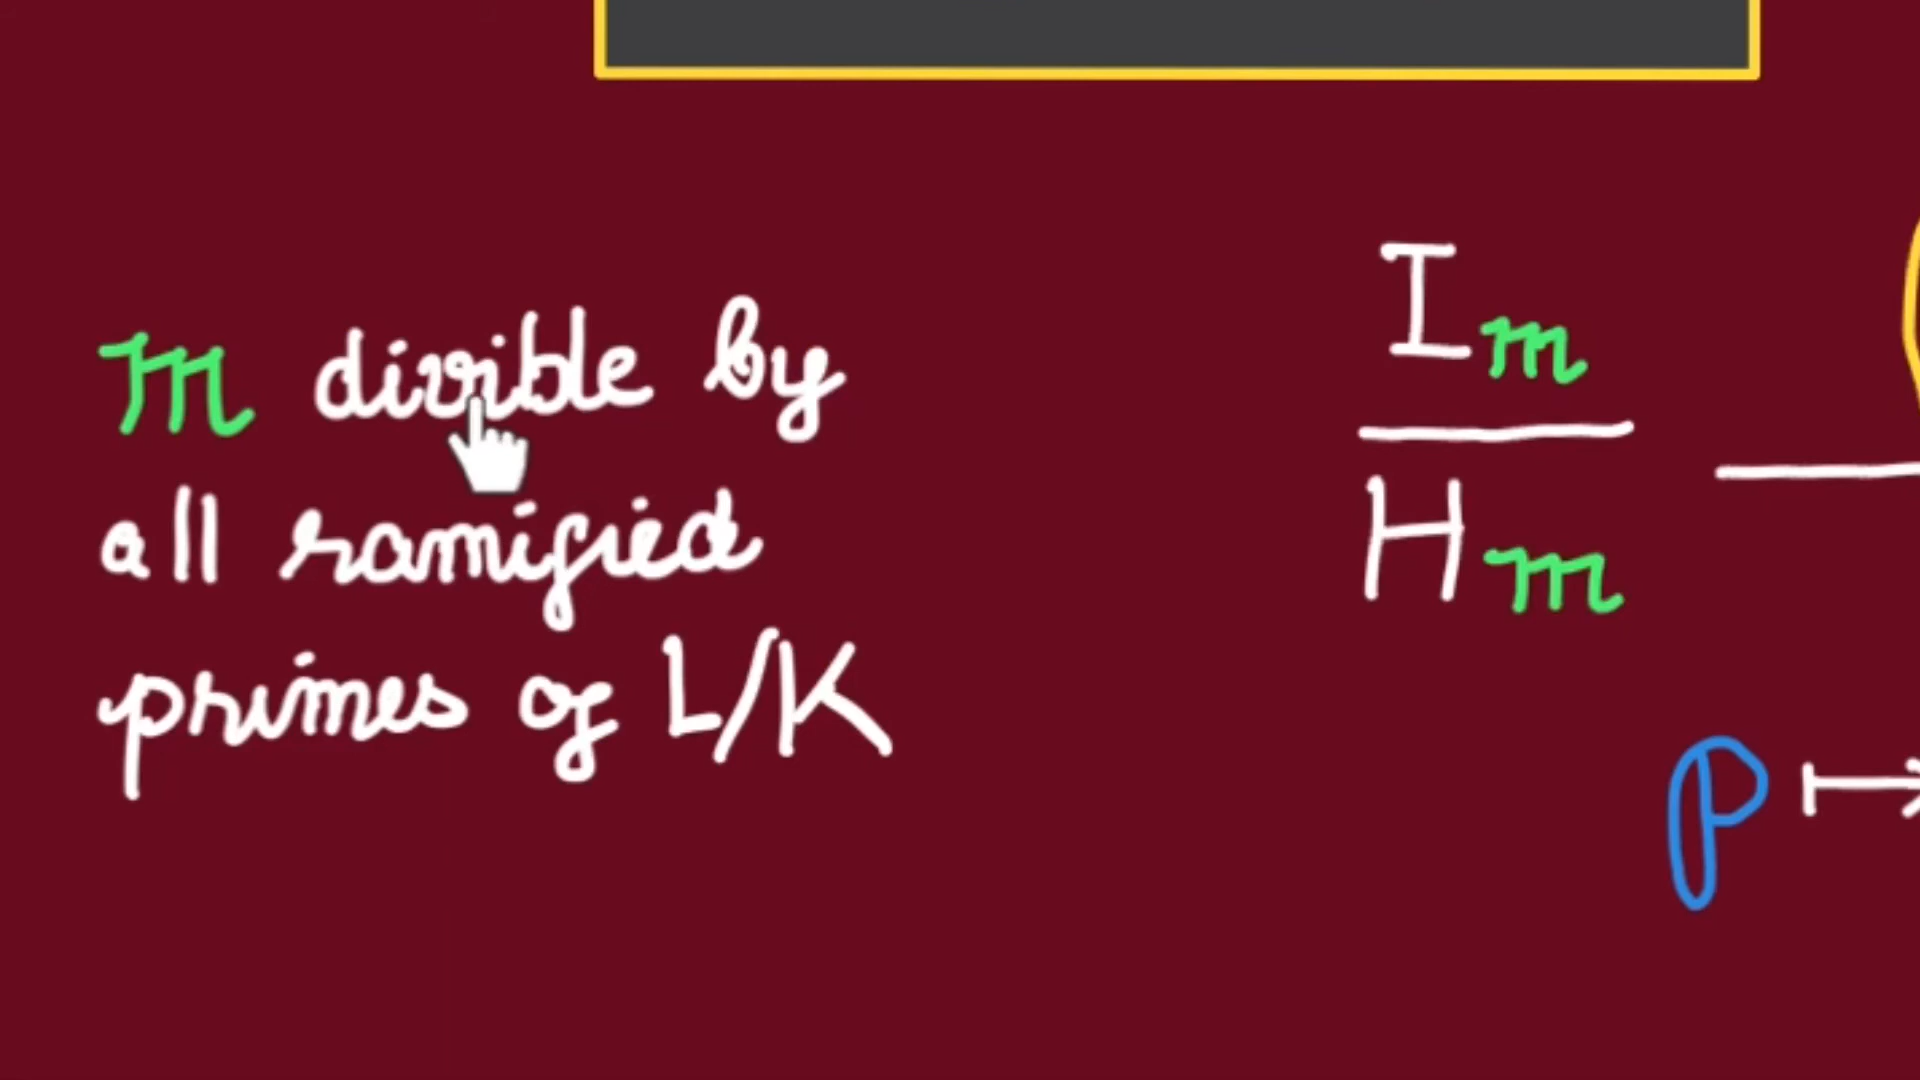 m divible by
all ramified
primes of L/K
I_m
H_m
p ↦